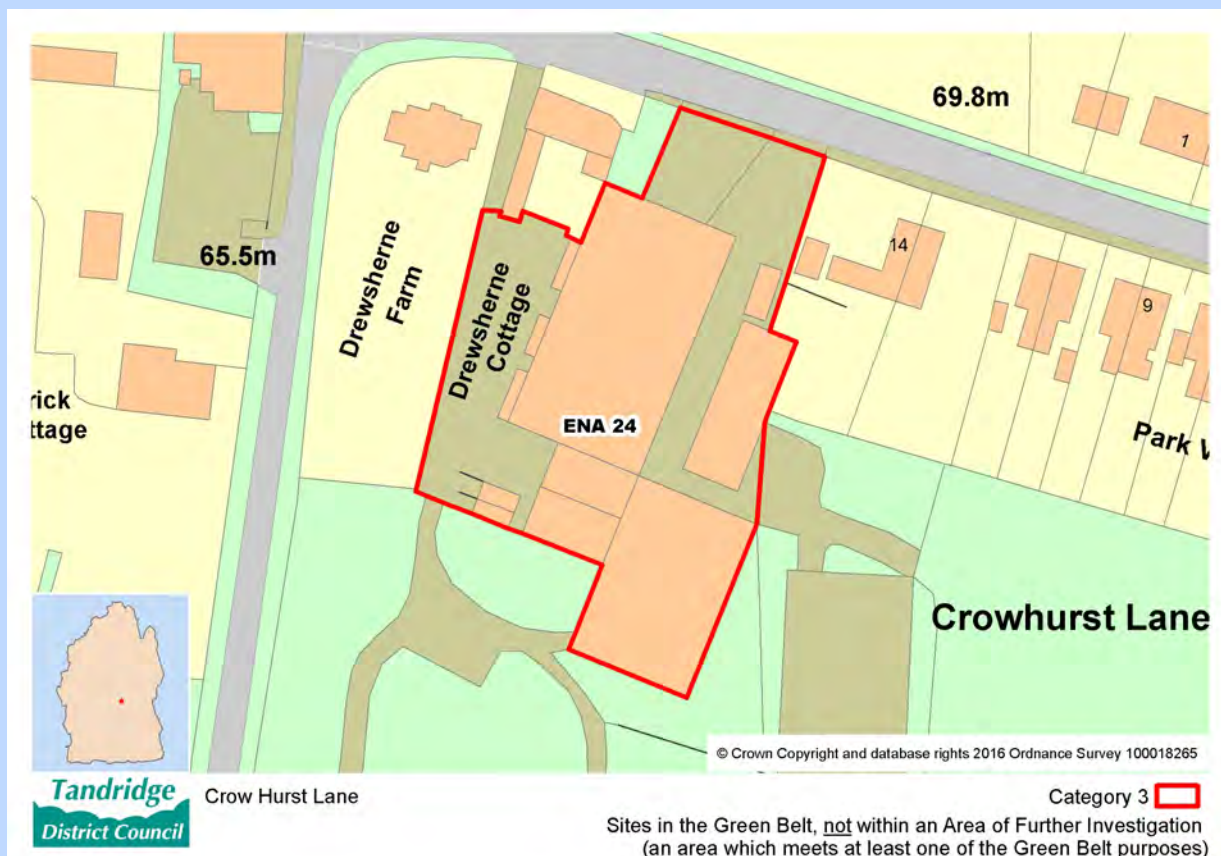 69.8m
1
65.5m
Drewsherne
Farm
Drewsherne
Cottage
14
9
ENA 24
rick
ttage
Park V
Crowhurst Lane
© Crown Copyright and database rights 2016 Ordnance Survey 100018265
Tandridge
District Council
Crow Hurst Lane
Category 3
Sites in the Green Belt, not within an Area of Further Investigation
(an area which meets at least one of the Green Belt purposes)